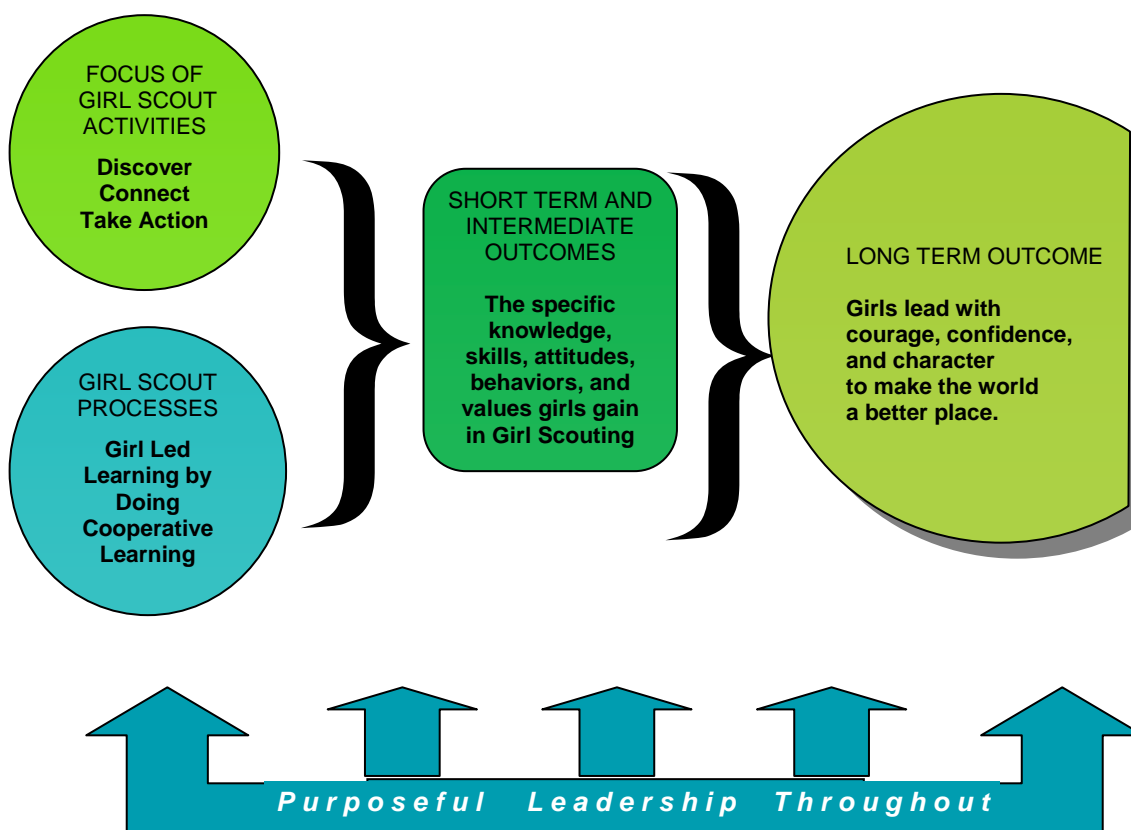 FOCUS OF
GIRL SCOUT
ACTIVITIES
Discover
Connect
Take Action
GIRL SCOUT
PROCESSES
Girl Led
Learning by
Doing
Cooperative
Learning
SHORT TERM AND
INTERMEDIATE
OUTCOMES
The specific
knowledge,
skills, attitudes,
behaviors, and
values girls gain
in Girl Scouting
LONG TERM OUTCOME
Girls lead with
courage, confidence,
and character
to make the world
a better place.
Purposeful Leadership Throughout